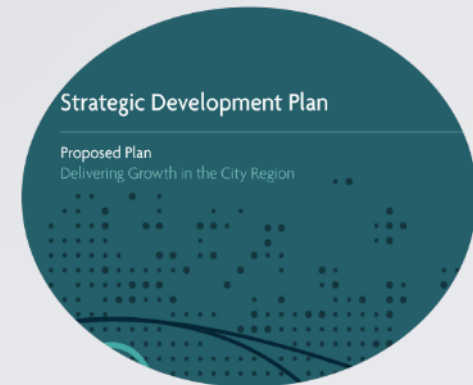 Strategic Development Plan
Proposed Plan
Delivering Growth in the City Region